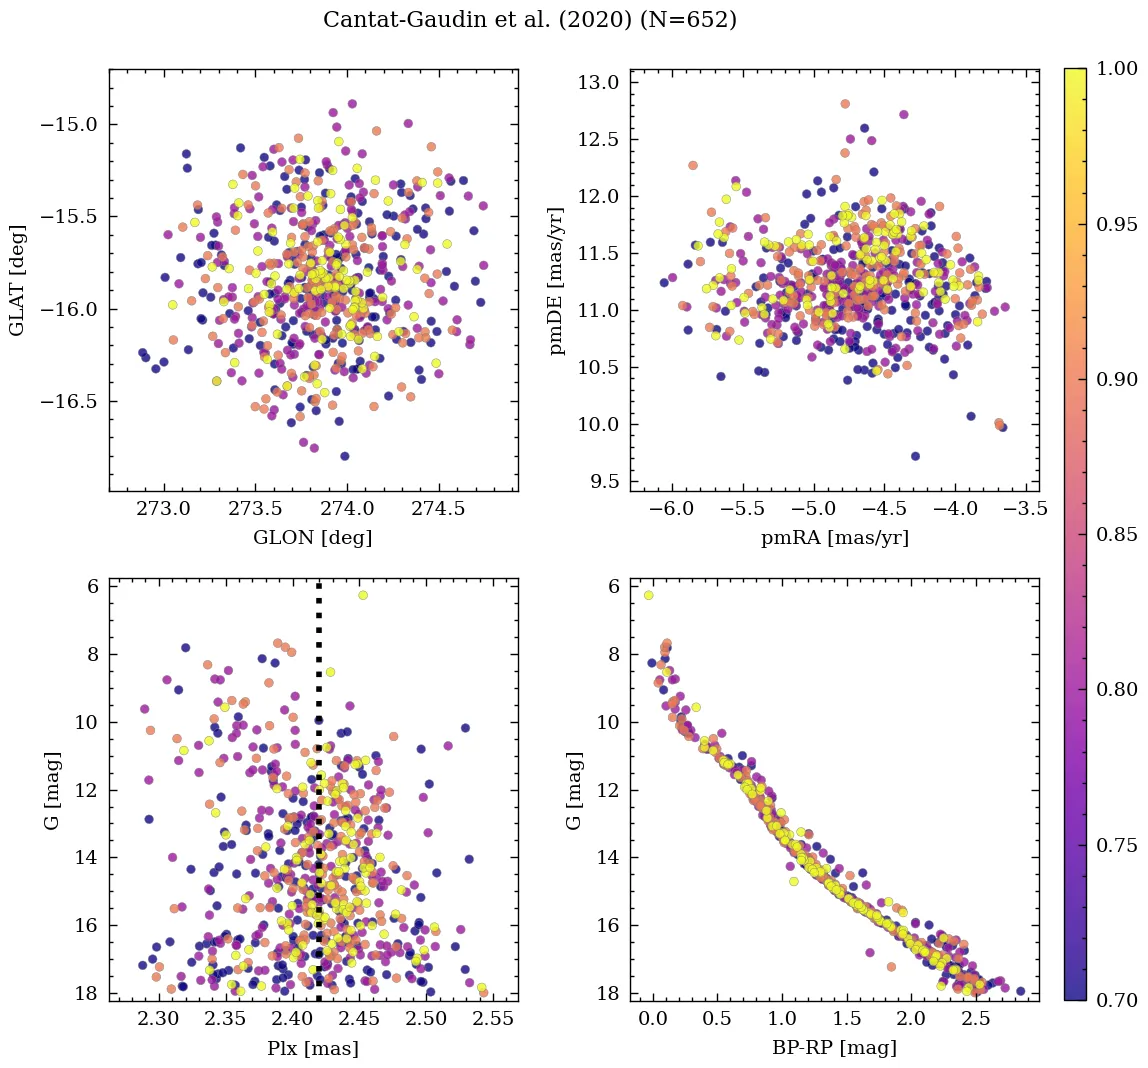 Cantat-Gaudin et al. (2020) (N=652)
GLAT [deg]
−15.0
−15.5
−16.0
−16.5
273.0 273.5 274.0 274.5
GLON [deg]
pmDE [mas/yr]
13.0
12.5
12.0
11.5
11.0
10.5
10.0
9.5
−6.0 −5.5 −5.0 −4.5 −4.0 −3.5
pmRA [mas/yr]
G [mag]
6
8
10
12
14
16
18
2.30 2.35 2.40 2.45 2.50 2.55
Plx [mas]
G [mag]
6
8
10
12
14
16
18
0.0 0.5 1.0 1.5 2.0 2.5
BP-RP [mag]
1.00
0.95
0.90
0.85
0.80
0.75
0.70